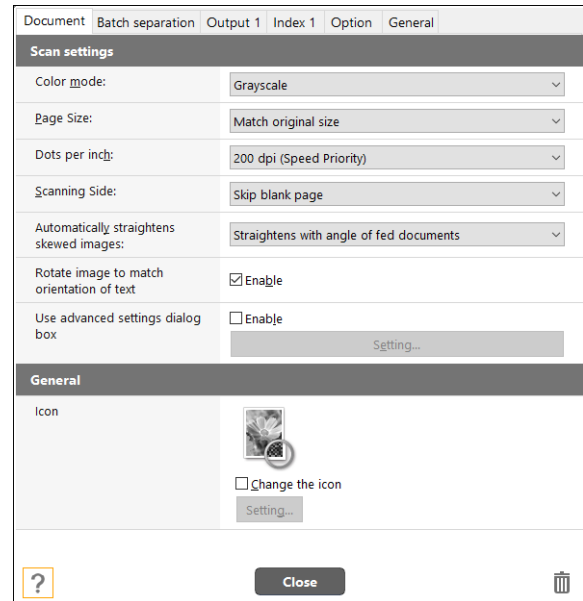 Document Batch separation Output 1 Index 1 Option General
Scan settings
Color mode: Grayscale
Page Size: Match original size
Dots per inch: 200 dpi (Speed Priority)
Scanning Side: Skip blank page
Automatically straightens
skewed images:
Straightens with angle of fed documents
Rotate image to match
orientation of text
Enable
Use advanced settings dialog
box
Enable
Setting...
General
Icon
Change the icon
Setting...
? Close